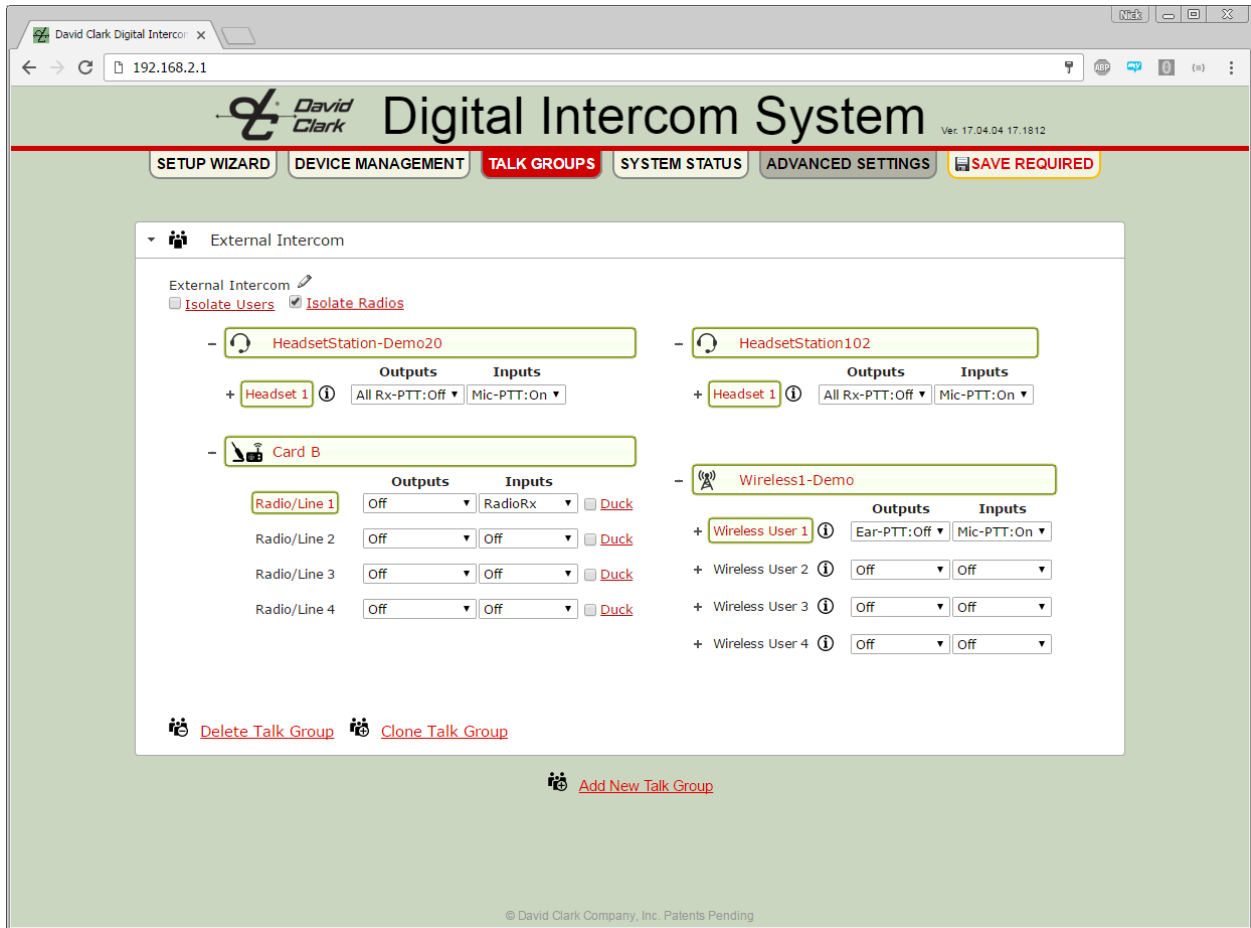 Nick
David Clark Digital Intercor
192.168.2.1
ABP
David Clark
Digital Intercom System
Ver. 17.04.04 17.1812
SETUP WIZARD DEVICE MANAGEMENT TALK GROUPS SYSTEM STATUS ADVANCED SETTINGS SAVE REQUIRED
External Intercom
External Intercom
Isolate Users Isolate Radios
HeadsetStation-Demo20
Outputs Inputs
Headset 1 All Rx-PTT:Off Mic-PTT:On
HeadsetStation102
Outputs Inputs
Headset 1 All Rx-PTT:Off Mic-PTT:On
Card B
Outputs Inputs
Radio/Line 1 Off RadioRx Duck
Radio/Line 2 Off Off Duck
Radio/Line 3 Off Off Duck
Radio/Line 4 Off Off Duck
Wireless1-Demo
Outputs Inputs
Wireless User 1 Ear-PTT:Off Mic-PTT:On
Wireless User 2 Off Off
Wireless User 3 Off Off
Wireless User 4 Off Off
Delete Talk Group Clone Talk Group
Add New Talk Group
© David Clark Company, Inc. Patents Pending